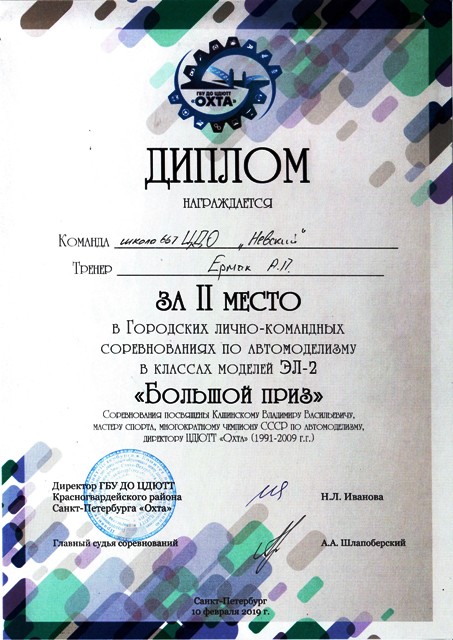 ГБУ ДО ЦДЮТТ
«ОХТА»
ДИПЛОМ
НАГРАЖДАЕТСЯ
Команда школа 667 ЦДО „Невский"
Тренер Ермак А.П.
за II место
в Городских лично-командных
соревнованиях по автомоделизму
в классах моделей ЭЛ-2
«Большой приз»
Соревнования посвящены Кашинскому Владимиру Васильевичу,
мастеру спорта, многократному чемпиону СССР по автомоделизму,
директору ЦДЮТТ «Охта» (1991-2009 г.г.)
Директор ГБУ ДО ЦДЮТТ
Красногвардейского района
Санкт-Петербурга «Охта»
Н.Л. Иванова
Главный судья соревнований
А.А. Шлапоберский
Санкт-Петербург
10 февраля 2019 г.